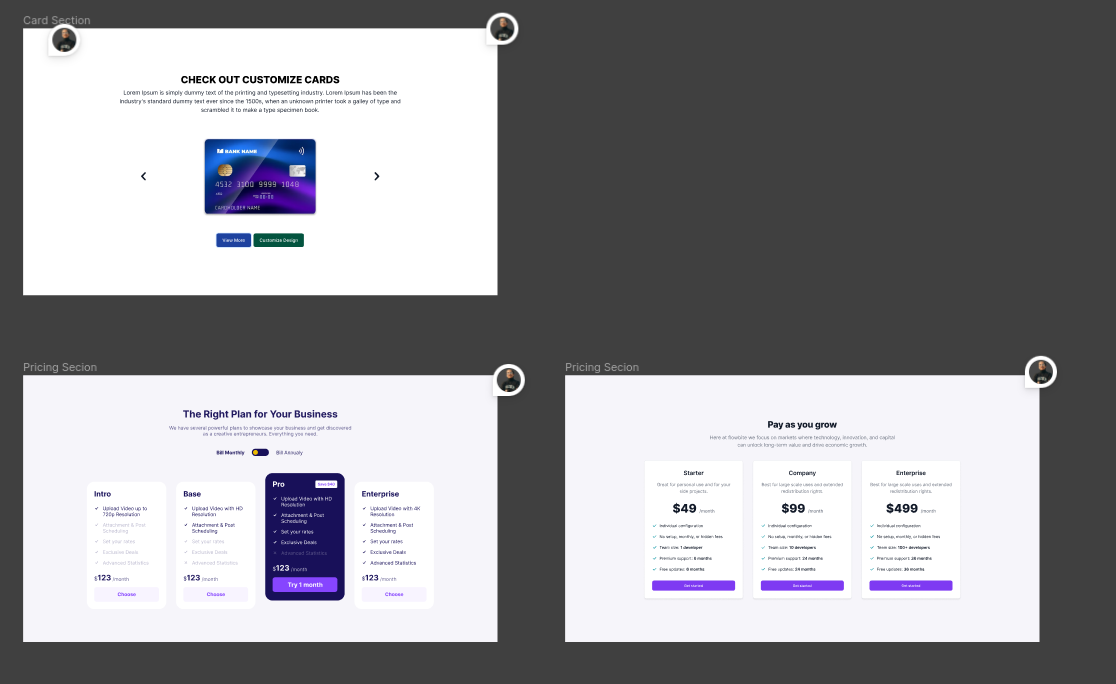 Card Section
CHECK OUT CUSTOMIZE CARDS
Lorem Ipsum is simply dummy text of the printing and typesetting industry. Lorem Ipsum has been the
industry's standard dummy text ever since the 1500s, when an unknown printer took a galley of type and
scrambled it to make a type specimen book.
BANK NAME
4532 3100 9999 1048
CARDHOLDER NAME
View More
Customize Design
Pricing Secion
The Right Plan for Your Business
We have several powerful plans to showcase your business and get discovered
as a creative entrepreneurs. Everything you need.
Bill Monthly
Bill Annualy
Intro
Upload Video up to
720p Resolution
Attachment & Post
Scheduling
Set your rates
Exclusive Deals
Advanced Statistics
$123 /month
Choose
Base
Upload Video with HD
Resolution
Attachment & Post
Scheduling
Set your rates
Exclusive Deals
Advanced Statistics
$123 /month
Choose
Pro
Save $40
Upload Video with HD
Resolution
Attachment & Post
Scheduling
Set your rates
Exclusive Deals
Advanced Statistics
$123 /month
Try 1 month
Enterprise
Upload Video with 4K
Resolution
Attachment & Post
Scheduling
Set your rates
Exclusive Deals
Advanced Statistics
$123 /month
Choose
Pricing Secion
Pay as you grow
Here at flowbite we focus on markets where technology, innovation, and capital
can unlock long-term value and drive economic growth.
Starter
Great for personal use and for your
side projects.
$49 /month
Individual configuration
No setup, monthly, or hidden fees
Team size: 1 developer
Premium support: 6 months
Free updates: 6 months
Get started
Company
Best for large scale uses and extended
redistribution rights.
$99 /month
Individual configuration
No setup, monthly, or hidden fees
Team size: 10 developers
Premium support: 24 months
Free updates: 24 months
Get started
Enterprise
Best for large scale uses and extended
redistribution rights.
$499 /month
Individual configuration
No setup, monthly, or hidden fees
Team size: 100+ developers
Premium support: 36 months
Free updates: 36 months
Get started